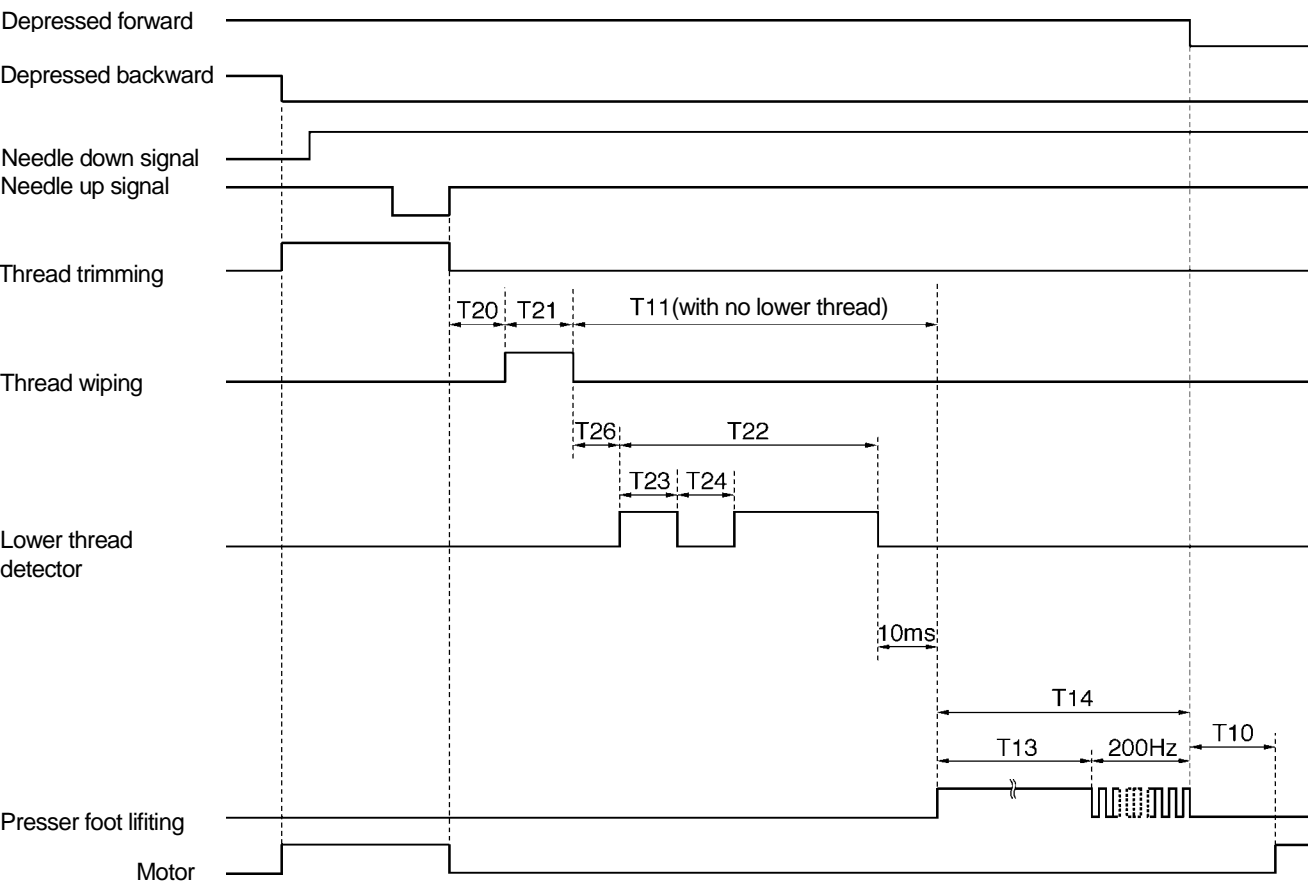 Depressed forward
Depressed backward
Needle down signal
Needle up signal
Thread trimming
T20 T21 T11(with no lower thread)
Thread wiping
T26 T22
T23 T24
Lower thread
detector
10ms
T14
T10
T13 200Hz
Presser foot lifiting
Motor